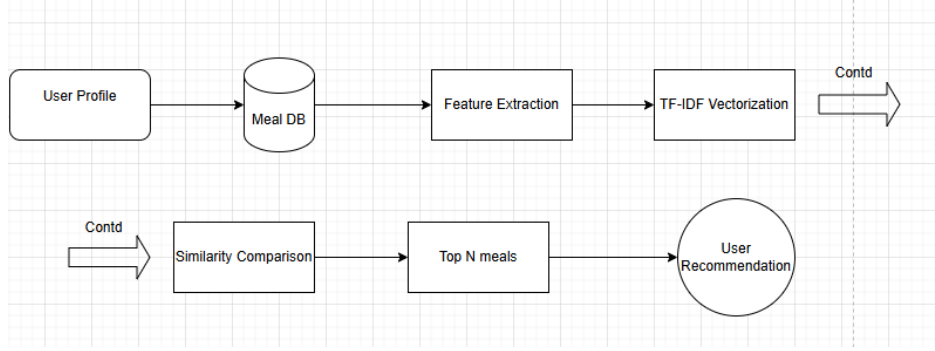 User Profile
Meal DB
Feature Extraction
TF-IDF Vectorization
Contd
Contd
Similarity Comparison
Top N meals
User
Recommendation